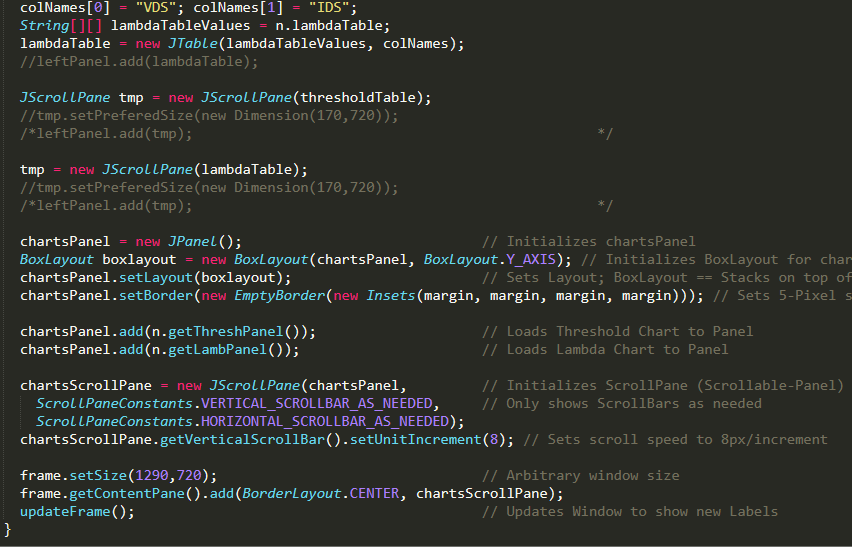 colNames[0] = "VDS"; colNames[1] = "IDS";
String[][] lambdaTableValues = n.lambdaTable;
lambdaTable = new JTable(lambdaTableValues, colNames);
//leftPanel.add(lambdaTable);
JScrollPane tmp = new JScrollPane(thresholdTable);
//tmp.setPreferedSize(new Dimension(170,720));
/*leftPanel.add(tmp); */
tmp = new JScrollPane(lambdaTable);
//tmp.setPreferedSize(new Dimension(170,720));
/*leftPanel.add(tmp); */
chartsPanel = new JPanel(); // Initializes chartsPanel
BoxLayout boxlayout = new BoxLayout(chartsPanel, BoxLayout.Y_AXIS); // Initializes BoxLayout for char
chartsPanel.setLayout(boxlayout); // Sets Layout; BoxLayout == Stacks on top of
chartsPanel.setBorder(new EmptyBorder(new Insets(margin, margin, margin, margin))); // Sets 5-Pixel s
chartsPanel.add(n.getThreshPanel()); // Loads Threshold Chart to Panel
chartsPanel.add(n.getLambPanel()); // Loads Lambda Chart to Panel
chartsScrollPane = new JScrollPane(chartsPanel, // Initializes ScrollPane (Scrollable-Panel)
ScrollPaneConstants.VERTICAL_SCROLLBAR_AS_NEEDED, // Only shows ScrollBars as needed
ScrollPaneConstants.HORIZONTAL_SCROLLBAR_AS_NEEDED);
chartsScrollPane.getVerticalScrollBar().setUnitIncrement(8); // Sets scroll speed to 8px/increment
frame.setSize(1290,720); // Arbitrary window size
frame.getContentPane().add(BorderLayout.CENTER, chartsScrollPane);
updateFrame(); // Updates Window to show new Labels
}